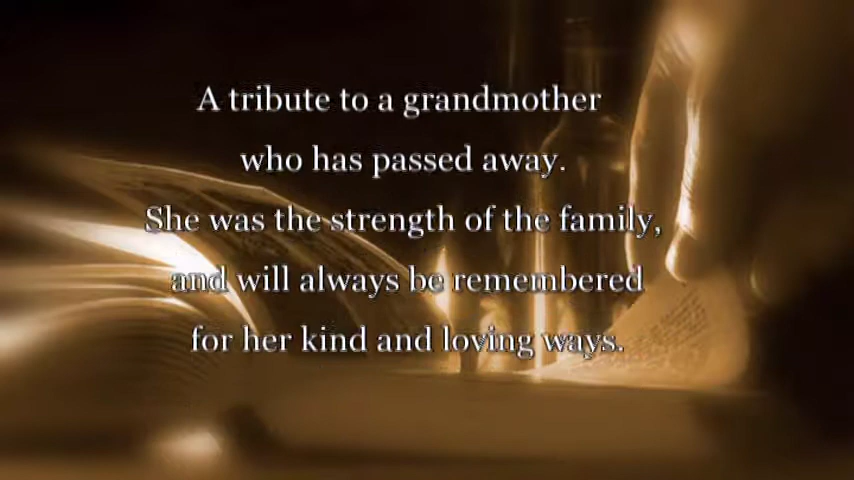 A tribute to a grandmother
who has passed away.
She was the strength of the family,
and will always be remembered
for her kind and loving ways.